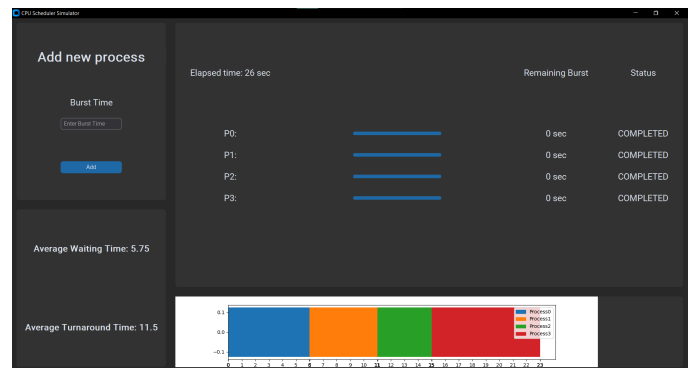 CPU Scheduler Simulator
Add new process
Burst Time
Enter Burst Time
Add
Average Waiting Time: 5.75
Average Turnaround Time: 11.5
Elapsed time: 26 sec Remaining Burst Status
P0: 0 sec COMPLETED
P1: 0 sec COMPLETED
P2: 0 sec COMPLETED
P3: 0 sec COMPLETED
0.1
0.0
−0.1
Process0
Process1
Process2
Process3
0 1 2 3 4 5 6 7 8 9 10 11 12 13 14 15 16 17 18 19 20 21 22 23